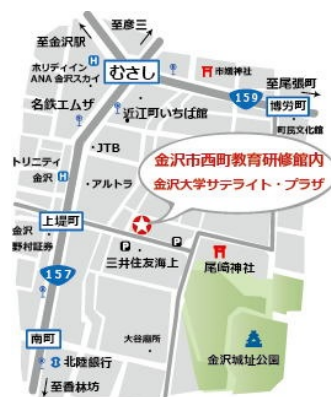 至彦三
至金沢駅
ホリディイン
ANA 金沢スカイ
むさし
市媛神社
至尾張町
159
博労町
名鉄エムザ
近江町いちば館
町民文化館
JTB
金沢市西町教育研修館内
金沢大学サテライト・プラザ
トリニティ
金沢
アルトラ
上堤町
金沢
野村証券
三井住友海上
尾崎神社
157
南町
大谷廟所
金沢城址公園
北陸銀行
至香林坊